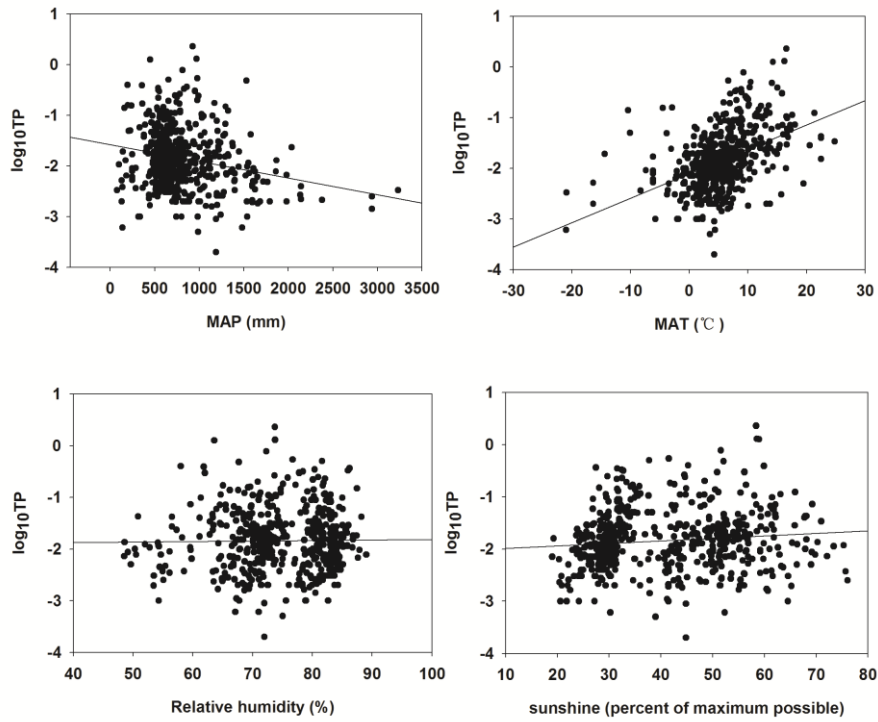 1
0
-1
-2
-3
-4
log10TP
0 500 1000 1500 2000 2500 3000 3500
MAP (mm)
1
0
-1
-2
-3
-4
log10TP
-30 -20 -10 0 10 20 30
MAT (℃)
1
0
-1
-2
-3
-4
log10TP
40 50 60 70 80 90 100
Relative humidity (%)
1
0
-1
-2
-3
-4
log10TP
10 20 30 40 50 60 70 80
sunshine (percent of maximum possible)